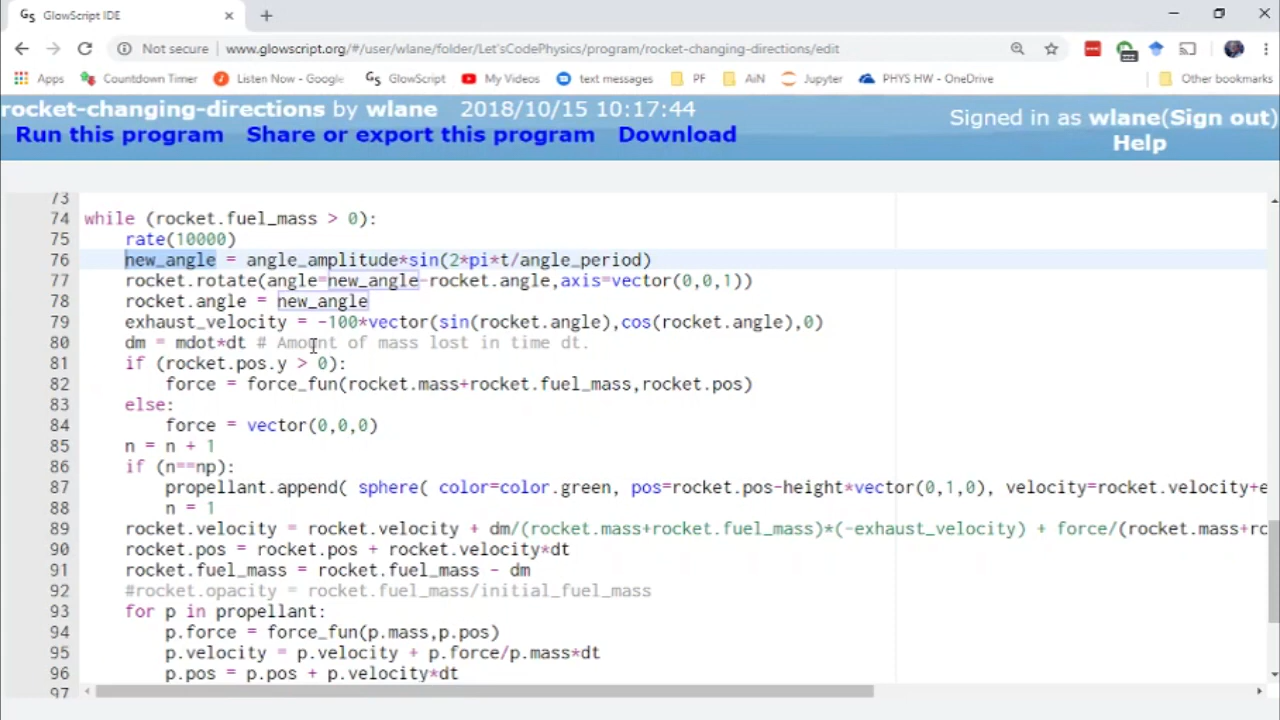 GlowScript IDE
Not secure | www.glowscript.org/#/user/wlane/folder/Let'sCodePhysics/program/rocket-changing-directions/edit
Apps Countdown Timer Listen Now - Google GlowScript My Videos text messages PF AiN Jupyter PHYS HW - OneDrive Other bookmarks
rocket-changing-directions by wlane 2018/10/15 10:17:44
Signed in as wlane(Sign out)
Run this program Share or export this program Download
Help
73
74 while (rocket.fuel_mass > 0):
75 rate(10000)
76 new_angle = angle_amplitude*sin(2*pi*t/angle_period)
77 rocket.rotate(angle=new_angle-rocket.angle,axis=vector(0,0,1))
78 rocket.angle = new_angle
79 exhaust_velocity = -100*vector(sin(rocket.angle),cos(rocket.angle),0)
80 dm = mdot*dt # Amount of mass lost in time dt.
81 if (rocket.pos.y > 0):
82 force = force_fun(rocket.mass+rocket.fuel_mass,rocket.pos)
83 else:
84 force = vector(0,0,0)
85 n = n + 1
86 if (n==np):
87 propellant.append( sphere( color=color.green, pos=rocket.pos-height*vector(0,1,0), velocity=rocket.velocity+e
88 n = 1
89 rocket.velocity = rocket.velocity + dm/(rocket.mass+rocket.fuel_mass)*(-exhaust_velocity) + force/(rocket.mass+rc
90 rocket.pos = rocket.pos + rocket.velocity*dt
91 rocket.fuel_mass = rocket.fuel_mass - dm
92 #rocket.opacity = rocket.fuel_mass/initial_fuel_mass
93 for p in propellant:
94 p.force = force_fun(p.mass,p.pos)
95 p.velocity = p.velocity + p.force/p.mass*dt
96 p.pos = p.pos + p.velocity*dt
97